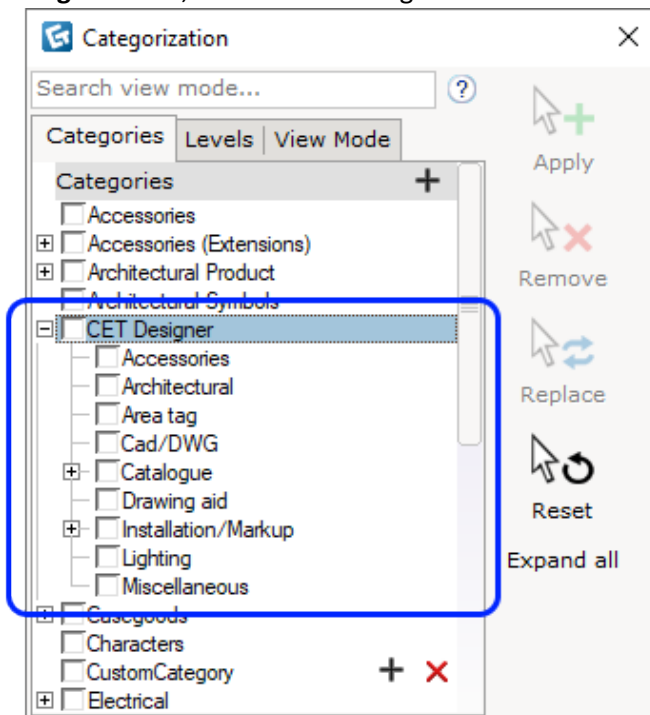 Categorization
Search view mode...
?
Categories Levels View Mode
Categories
Accessories
Accessories (Extensions)
Architectural Product
Architectural Symbols
CET Designer
Accessories
Architectural
Area tag
Cad/DWG
Catalogue
Drawing aid
Installation/Markup
Lighting
Miscellaneous
Casegoods
Characters
CustomCategory
Electrical
Apply
Remove
Replace
Reset
Expand all